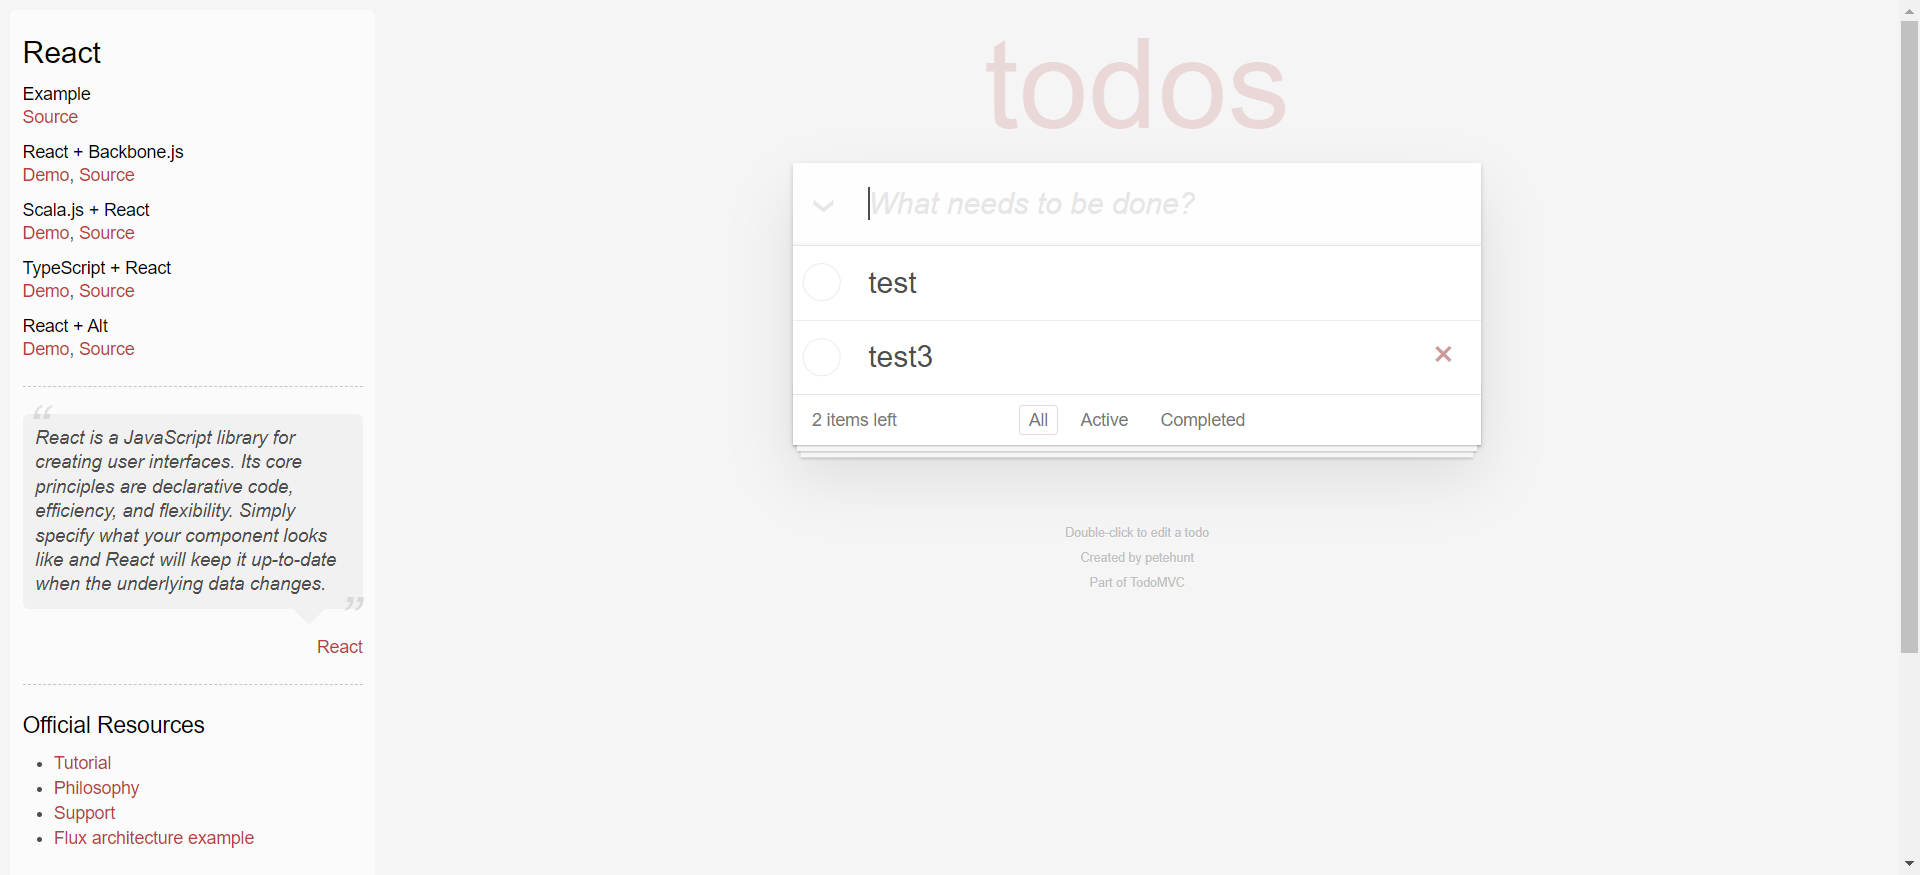 React
Example
Source
React + Backbone.js
Demo, Source
Scala.js + React
Demo, Source
TypeScript + React
Demo, Source
React + Alt
Demo, Source
“
React is a JavaScript library for
creating user interfaces. Its core
principles are declarative code,
efficiency, and flexibility. Simply
specify what your component looks
like and React will keep it up-to-date
when the underlying data changes.
”
React
Official Resources
• Tutorial
• Philosophy
• Support
• Flux architecture example
todos
What needs to be done?
test
test3 ×
2 items left All Active Completed
Double-click to edit a todo
Created by petehunt
Part of TodoMVC